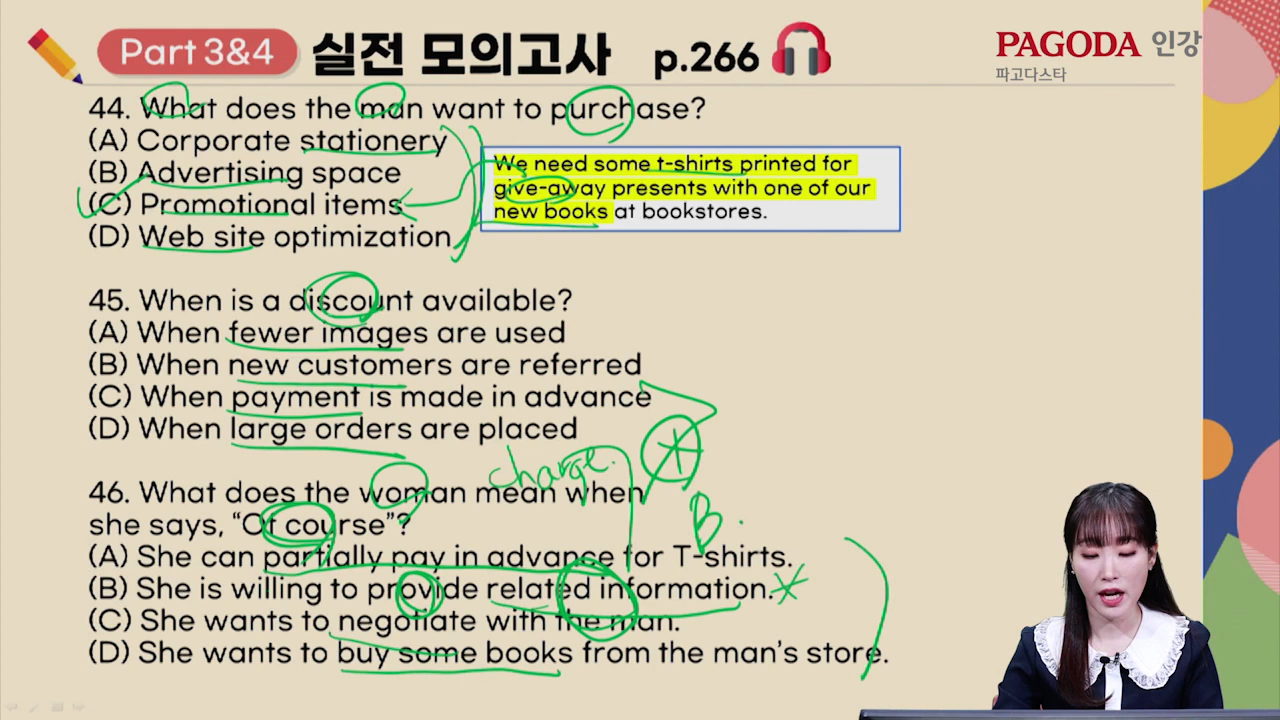 Part 3&4 실전 모의고사 p.266
PAGODA 인강
파고다스타
44. What does the man want to purchase?
(A) Corporate stationery
(B) Advertising space
(C) Promotional items
(D) Web site optimization
We need some t-shirts printed for
give-away presents with one of our
new books at bookstores.
45. When is a discount available?
(A) When fewer images are used
(B) When new customers are referred
(C) When payment is made in advance
(D) When large orders are placed
charge.
46. What does the woman mean when
she says, “Of course”?
B.
(A) She can partially pay in advance for T-shirts.
(B) She is willing to provide related information.
(C) She wants to negotiate with the man.
(D) She wants to buy some books from the man's store.